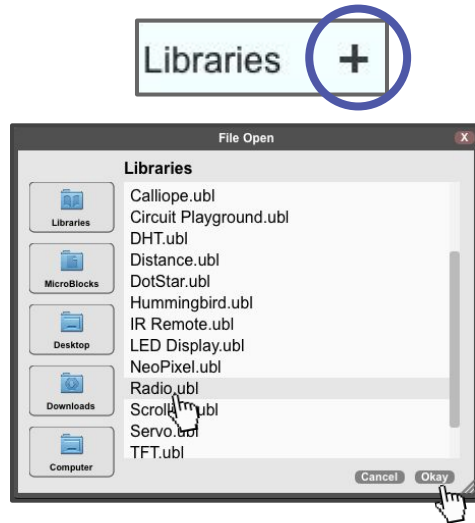 Libraries +
File Open X
Libraries
Libraries
MicroBlocks
Desktop
Downloads
Computer
Calliope.ubl
Circuit Playground.ubl
DHT.ubl
Distance.ubl
DotStar.ubl
Hummingbird.ubl
IR Remote.ubl
LED Display.ubl
NeoPixel.ubl
Radio.ubl
Servo.ubl
TFT.ubl
Cancel Okay